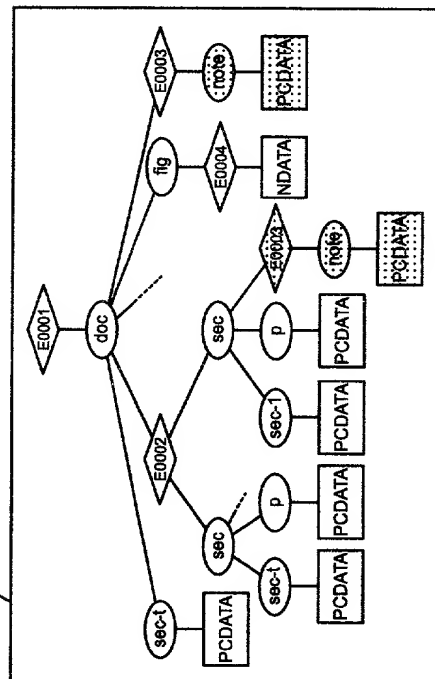 E0001
doc
sec-t
PCDATA
E0002
fig
E0003
note
PCDATA
E0004
NDATA
sec
sec-t
PCDATA
p
PCDATA
sec
sec-1
PCDATA
p
PCDATA
E0003
note
PCDATA